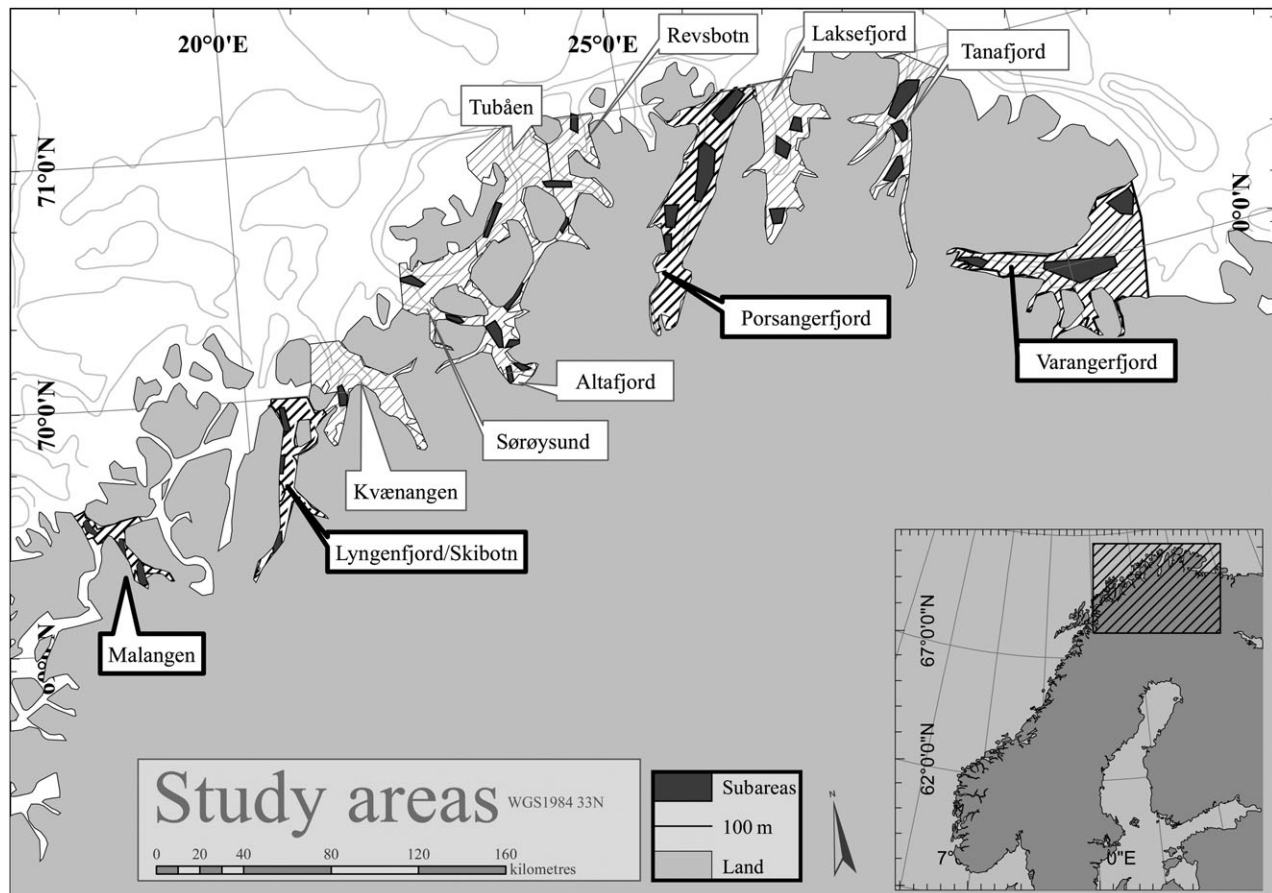 20°0'E
25°0'E
Revsbotn
Laksefjord
Tanafjord
Tubåen
71°0'N
0°0'N
Porsangerfjord
Varangerfjord
Altafjord
70°0'N
Sørøysund
Kvænangen
Lyngenfjord/Skibotn
Malangen
67°0'0"N
62°0'0"N
7°
0"E
Study areas WGS1984 33N
0 20 40 80 120 160
kilometres
Subareas
100 m
Land
N